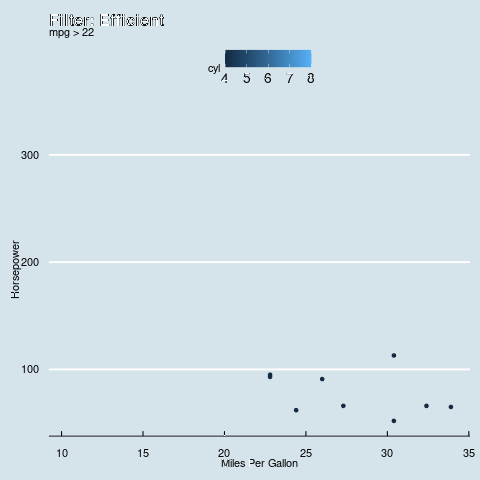 Filter: Efficient
mpg > 22
cyl
4 5 6 7 8
300
200
100
Horsepower
10 15 20 25 30 35
Miles Per Gallon